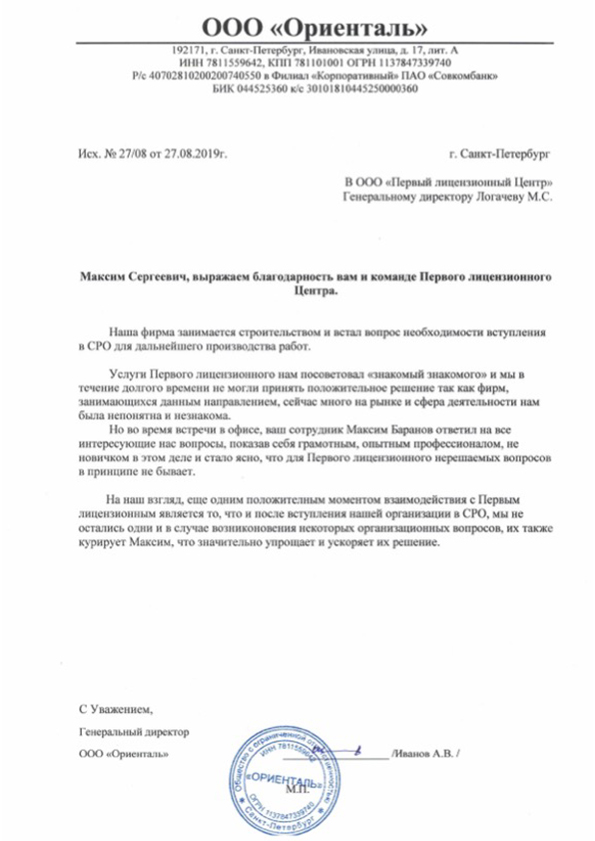 ООО «Ориенталь»
192171, г. Санкт-Петербург, Ивановская улица, д. 17, лит. А
ИНН 7811559642, КПП 781101001 ОГРН 1137847339740
Р/с 40702810200200740550 в Филиал «Корпоративный» ПАО «Совкомбанк»
БИК 044525360 к/с 30101810445250000360
Исх. № 27/08 от 27.08.2019г.
г. Санкт-Петербург
В ООО «Первый лицензионный Центр»
Генеральному директору Логачеву М.С.
Максим Сергеевич, выражаем благодарность вам и команде Первого лицензионного
Центра.
Наша фирма занимается строительством и встал вопрос необходимости вступления
в СРО для дальнейшего производства работ.
Услуги Первого лицензионного нам посоветовал «знакомый знакомого» и мы в
течение долгого времени не могли принять положительное решение так как фирм,
занимающихся данным направлением, сейчас много на рынке и сфера деятельности нам
была непонятна и незнакома.
Но во время встречи в офисе, ваш сотрудник Максим Баранов ответил на все
интересующие нас вопросы, показав себя грамотным, опытным профессионалом, не
новичком в этом деле и стало ясно, что для Первого лицензионного нерешаемых вопросов
в принципе не бывает.
На наш взгляд, еще одним положителным моментом взаимодействия с Первым
лицензионным является то, что и после вступления нашей организации в СРО, мы не
остались одни и в случае возниконовения некоторых организационных вопросов, их также
курирует Максим, что значительно упрощает и ускоряет их решение.
С Уважением,
Генеральный директор
ООО «Ориенталь»
/Иванов А.В. /
М.П.
Общество с ограниченной ответственностью
ИНН 7811559642
«ОРИЕНТАЛЬ»
ОГРН 1137847339740
Санкт-Петербург